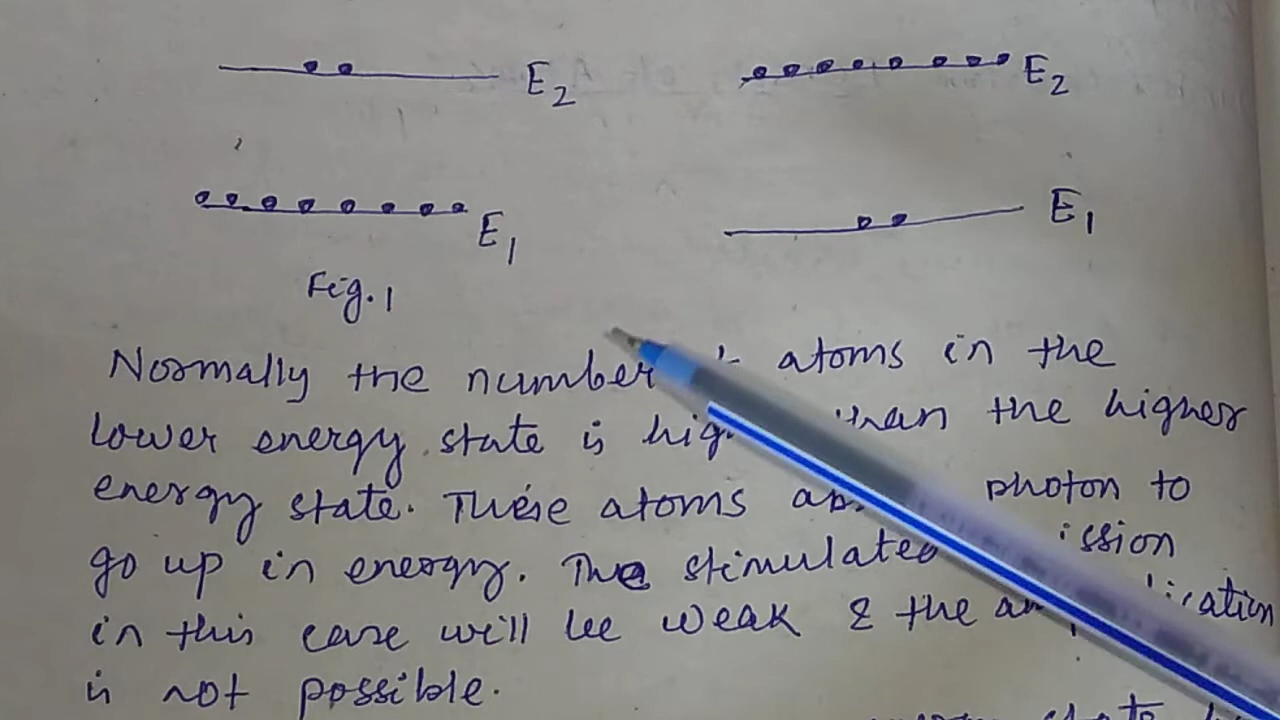 E2 E2
E1 E1
Fig. 1
Normally the number atoms in the
lower energy state is than the higher
energy state. These atoms photon to
go up in energy. The stimulated
in this case will be weak & the
is not possible.